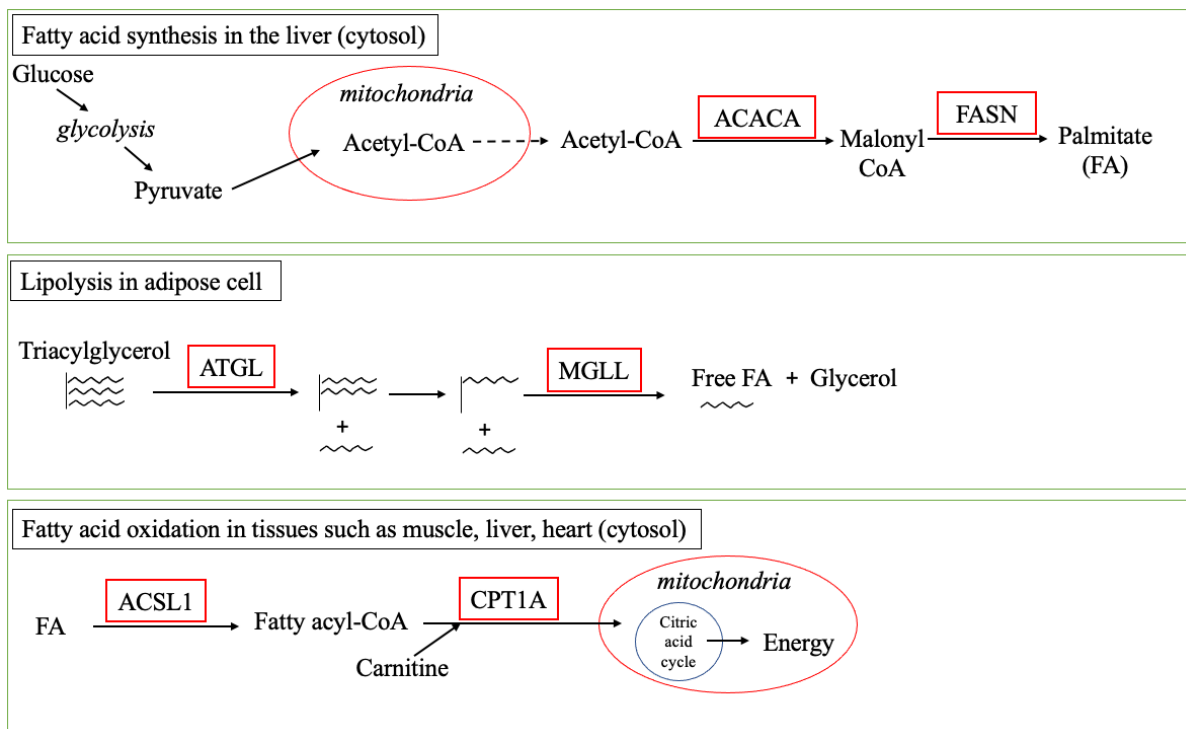 Fatty acid synthesis in the liver (cytosol)
Glucose
glycolysis
Pyruvate
mitochondria
Acetyl-CoA
Acetyl-CoA
ACACA
Malonyl
CoA
FASN
Palmitate
(FA)
Lipolysis in adipose cell
Triacylglycerol
ATGL
+
+
MGLL
Free FA + Glycerol
Fatty acid oxidation in tissues such as muscle, liver, heart (cytosol)
FA
ACSL1
Fatty acyl-CoA
Carnitine
CPT1A
mitochondria
Citric
acid
cycle
Energy